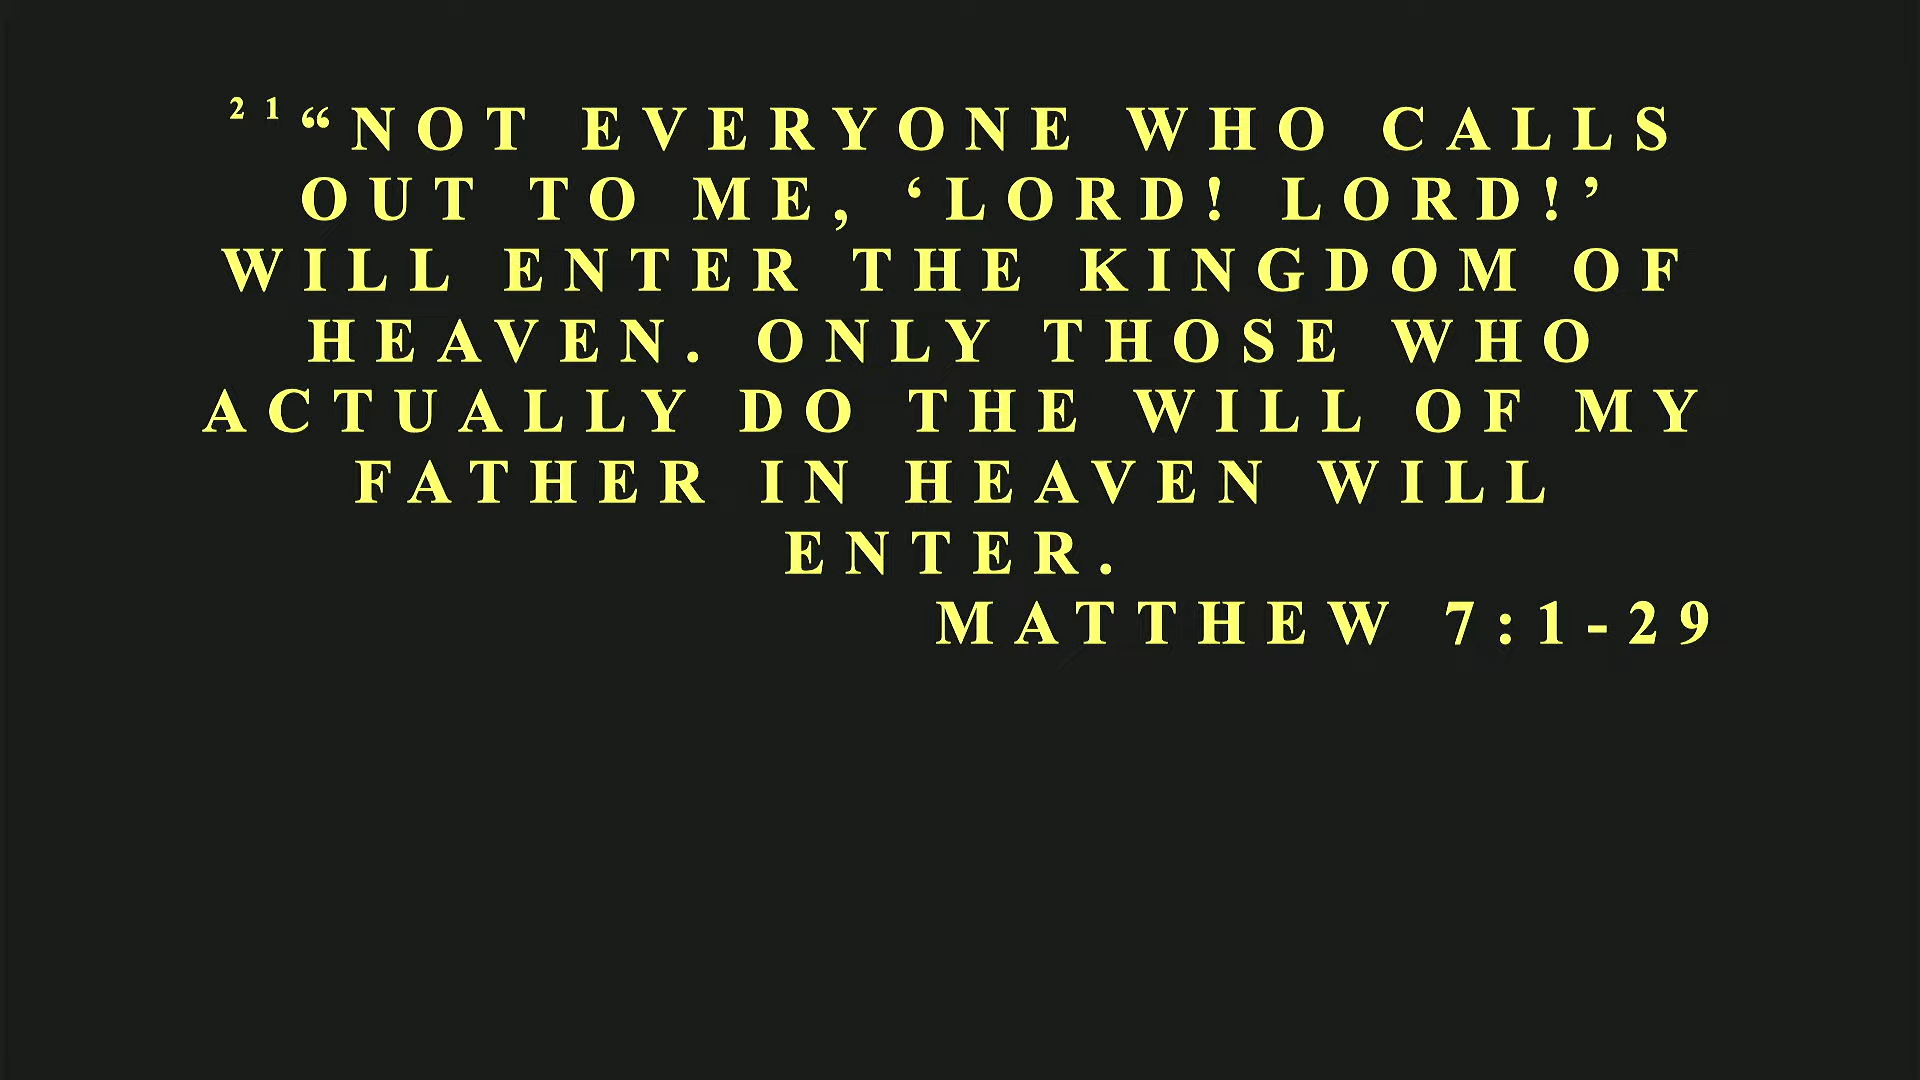 ²¹“NOT EVERYONE WHO CALLS
OUT TO ME, ‘LORD! LORD!’
WILL ENTER THE KINGDOM OF
HEAVEN. ONLY THOSE WHO
ACTUALLY DO THE WILL OF MY
FATHER IN HEAVEN WILL
ENTER.
MATTHEW 7:1-29